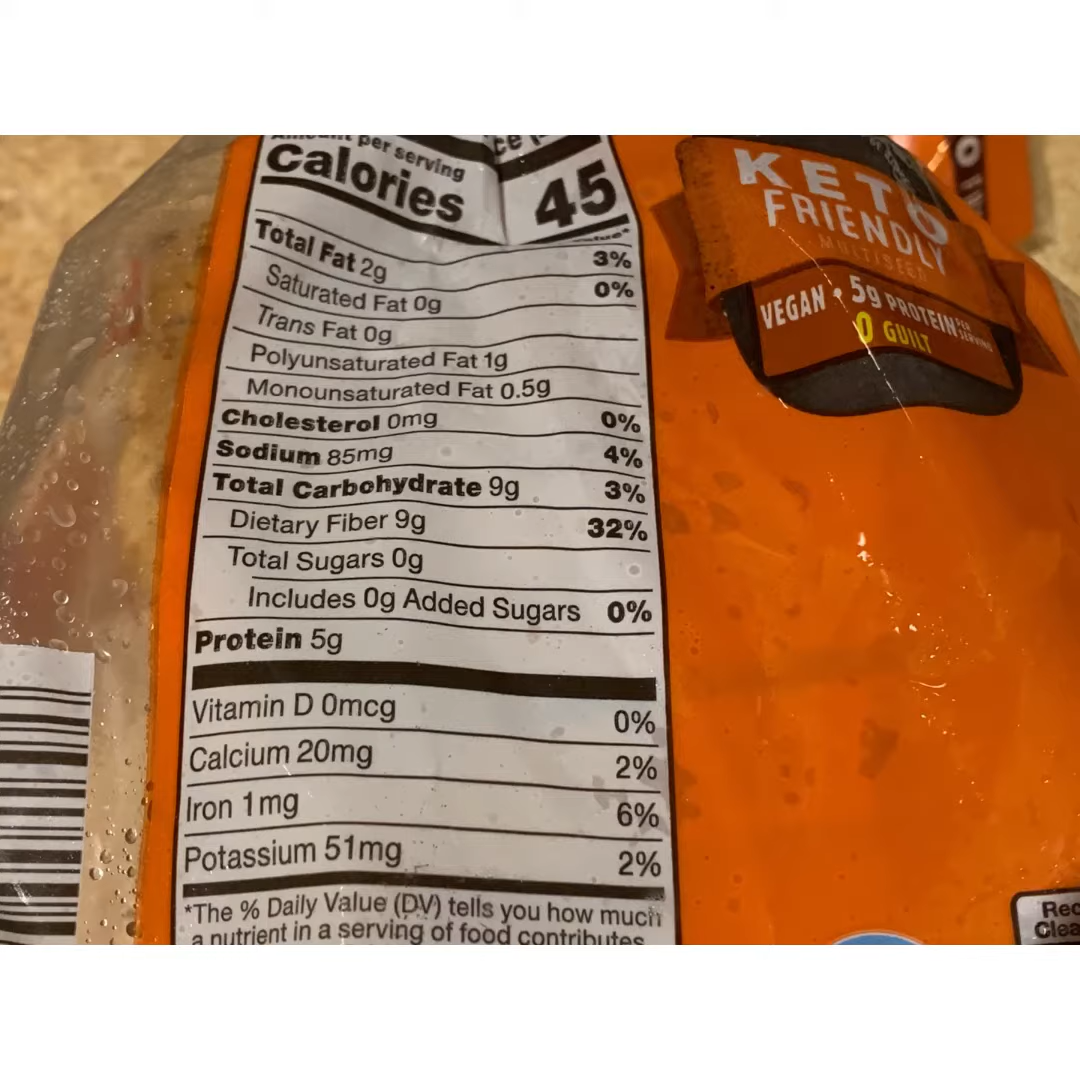 Amount per serving
Calories 45
Total Fat 2g 3%
Saturated Fat 0g 0%
Trans Fat 0g
Polyunsaturated Fat 1g
Monounsaturated Fat 0.5g
Cholesterol 0mg 0%
Sodium 85mg 4%
Total Carbohydrate 9g 3%
Dietary Fiber 9g 32%
Total Sugars 0g
Includes 0g Added Sugars 0%
Protein 5g
Vitamin D 0mcg 0%
Calcium 20mg 2%
Iron 1mg 6%
Potassium 51mg 2%
*The % Daily Value (DV) tells you how much
a nutrient in a serving of food contributes
KETO
FRIENDLY
MULTISEED
VEGAN • 5g PROTEIN PER SERVING
0 GUILT
Rec
Clea